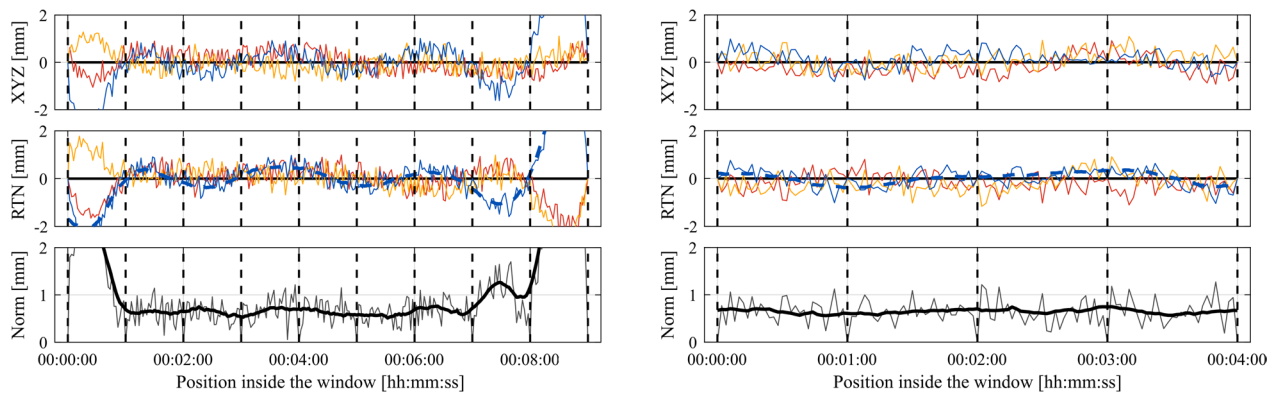 2
0
-2
XYZ [mm]
2
0
-2
RTN [mm]
2
1
0
Norm [mm]
00:00:00 00:02:00 00:04:00 00:06:00 00:08:00
Position inside the window [hh:mm:ss]
2
0
-2
XYZ [mm]
2
0
-2
RTN [mm]
2
1
0
Norm [mm]
00:00:00 00:01:00 00:02:00 00:03:00 00:04:00
Position inside the window [hh:mm:ss]